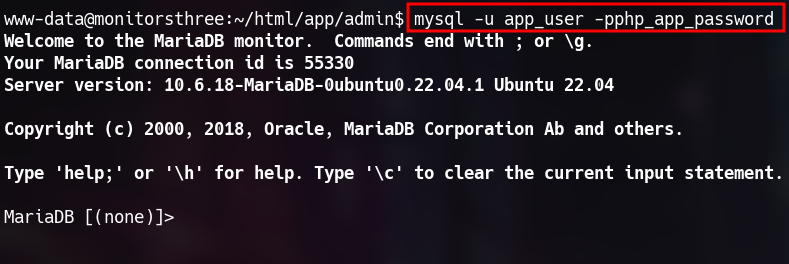 www-data@monitorsthree:~/html/app/admin$ mysql -u app_user -pphp_app_password
Welcome to the MariaDB monitor.  Commands end with ; or \g.
Your MariaDB connection id is 55330
Server version: 10.6.18-MariaDB-0ubuntu0.22.04.1 Ubuntu 22.04
Copyright (c) 2000, 2018, Oracle, MariaDB Corporation Ab and others.
Type 'help;' or '\h' for help. Type '\c' to clear the current input statement.
MariaDB [(none)]>